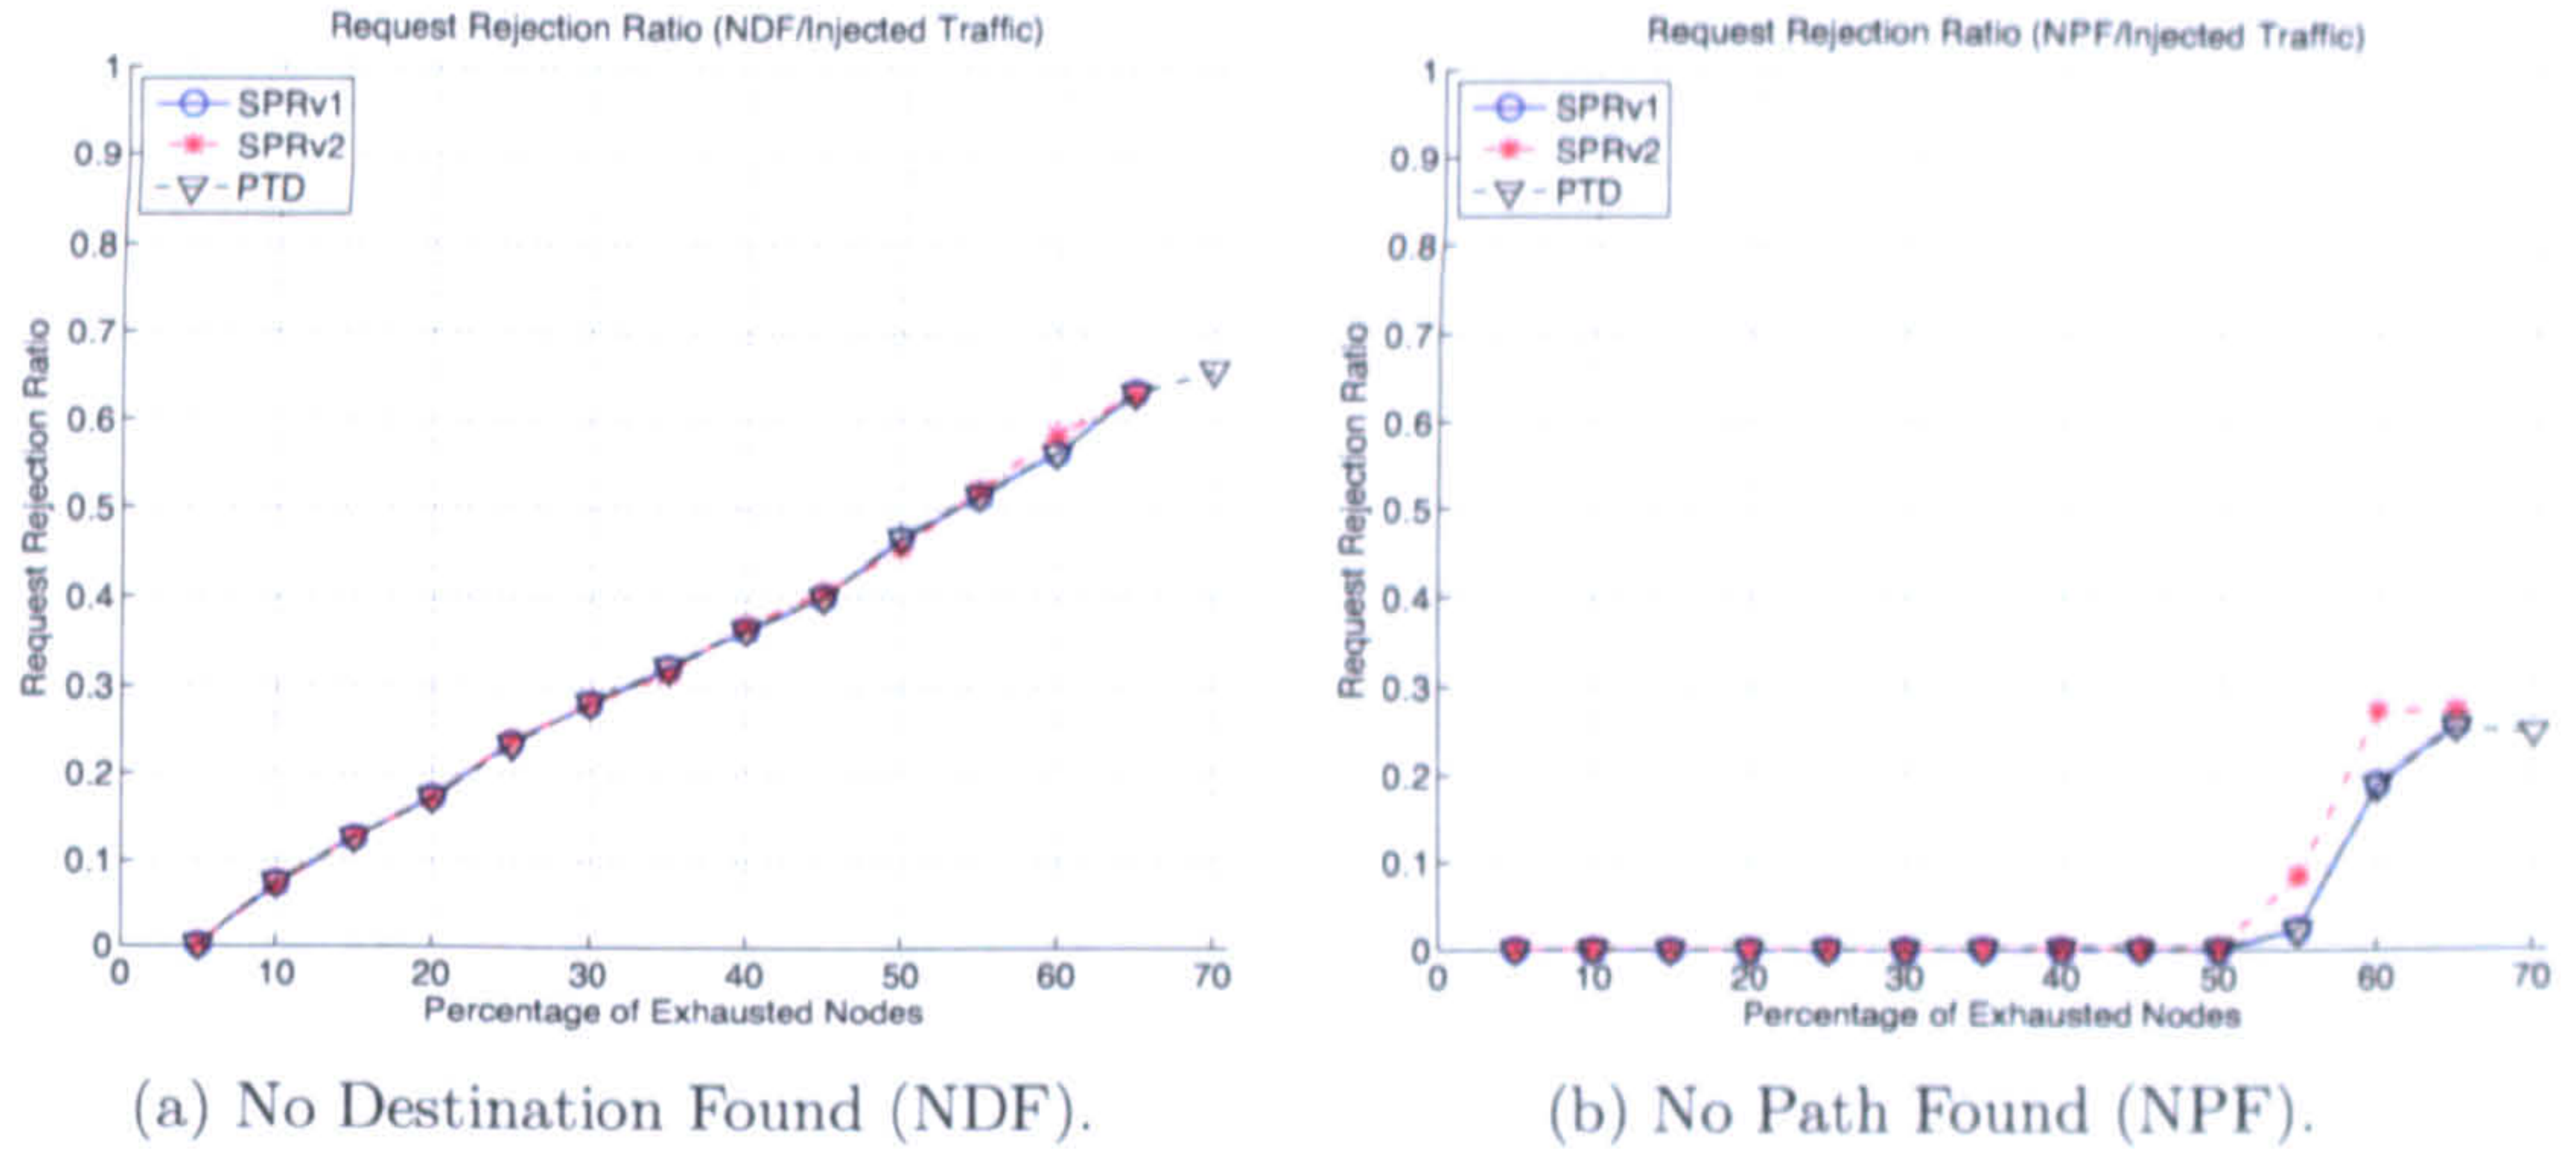 Request Rejection Ratio (NDF/Injected Traffic)
1
0.9
0.8
0.7
0.6
0.5
0.4
0.3
0.2
0.1
0
SPRv1
SPRv2
PTD
Request Rejection Ratio
0 10 20 30 40 50 60 70
Percentage of Exhausted Nodes
(a) No Destination Found (NDF).
Request Rejection Ratio (NPF/Injected Traffic)
1
0.9
0.8
0.7
0.6
0.5
0.4
0.3
0.2
0.1
0
SPRv1
SPRv2
PTD
Request Rejection Ratio
0 10 20 30 40 50 60 70
Percentage of Exhausted Nodes
(b) No Path Found (NPF).